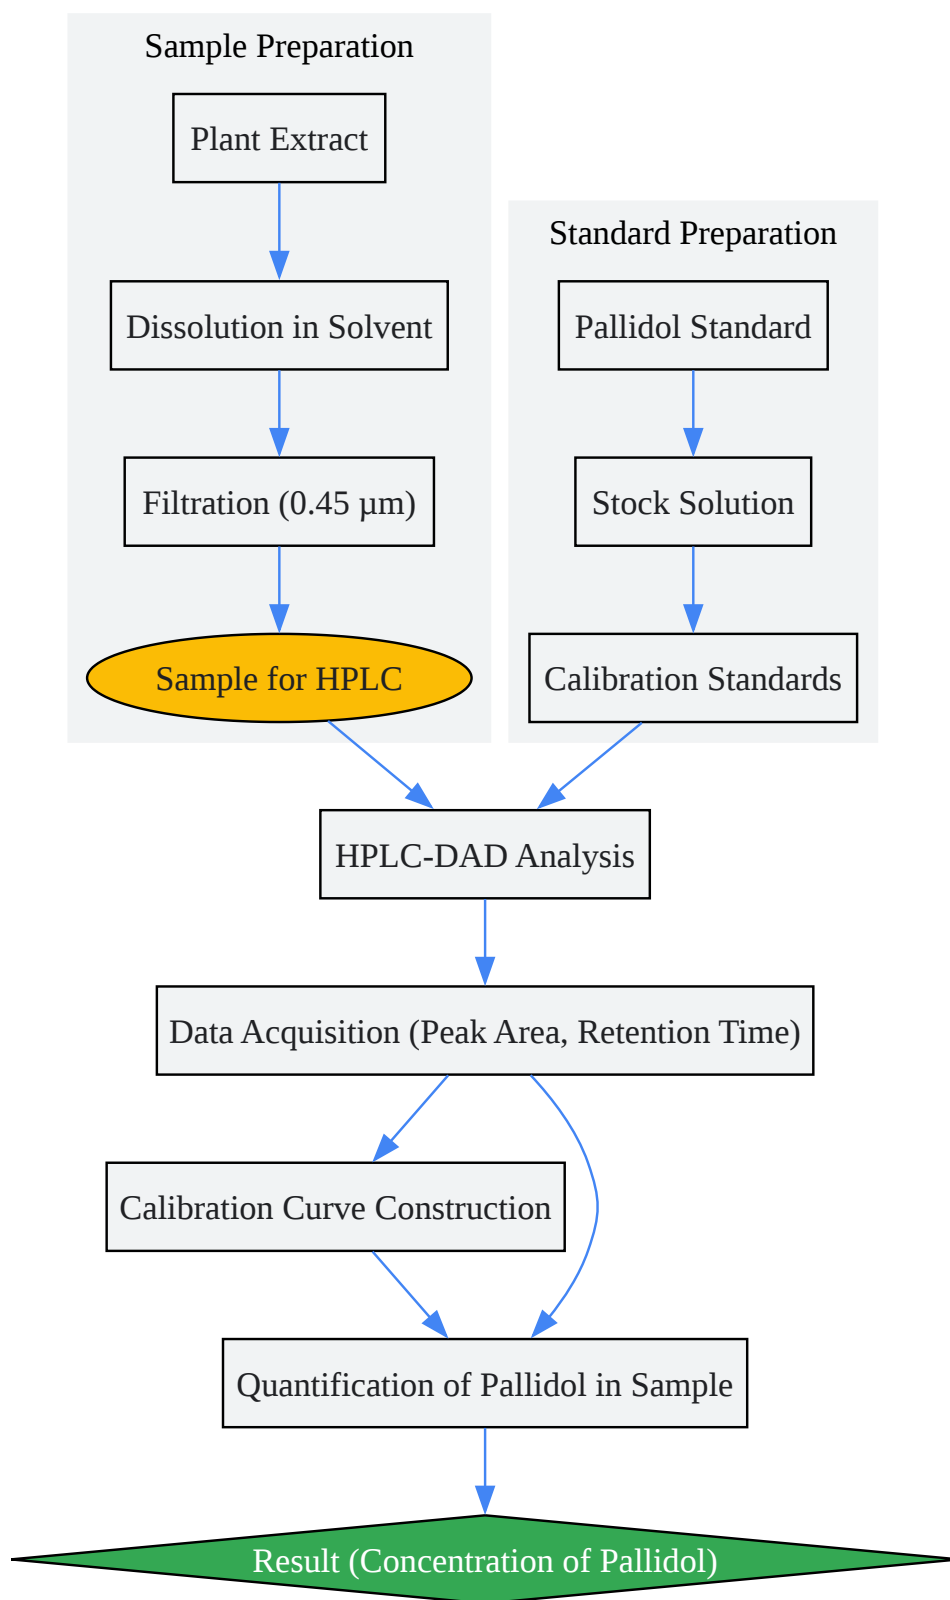 Sample Preparation
Plant Extract
Dissolution in Solvent
Filtration (0.45 µm)
Sample for HPLC
Standard Preparation
Pallidol Standard
Stock Solution
Calibration Standards
HPLC-DAD Analysis
Data Acquisition (Peak Area, Retention Time)
Calibration Curve Construction
Quantification of Pallidol in Sample
Result (Concentration of Pallidol)